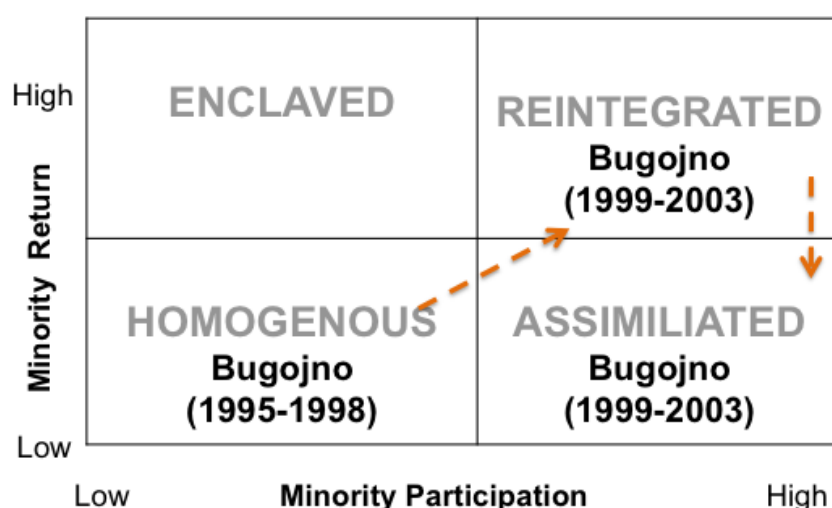 High
ENCLAVED
REINTEGRATED
Bugojno
(1999-2003)
Minority Return
HOMOGENOUS
Bugojno
(1995-1998)
ASSIMILIATED
Bugojno
(1999-2003)
Low
Low
Minority Participation
High